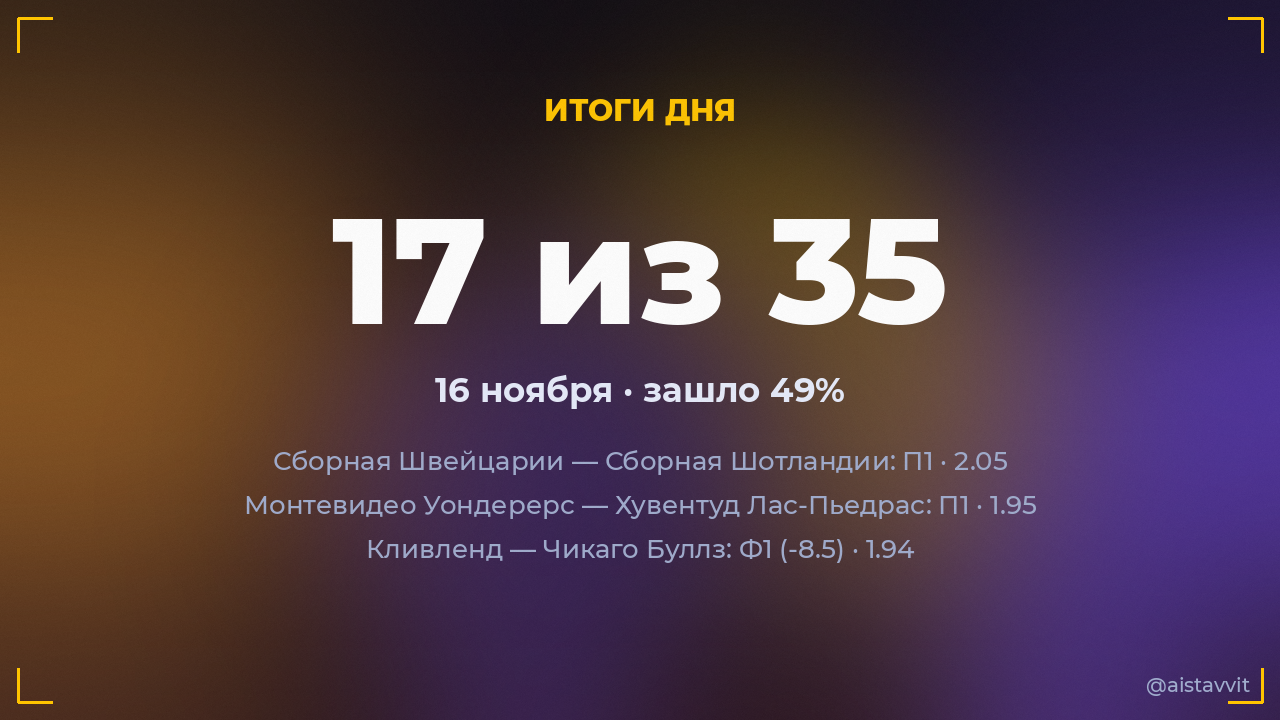 ИТОГИ ДНЯ
17 из 35
16 ноября · зашло 49%
Сборная Швейцарии — Сборная Шотландии: П1 · 2.05
Монтевидео Уондерерс — Хувентуд Лас-Пьедрас: П1 · 1.95
Кливленд — Чикаго Буллз: Ф1 (-8.5) · 1.94
@aistavvit